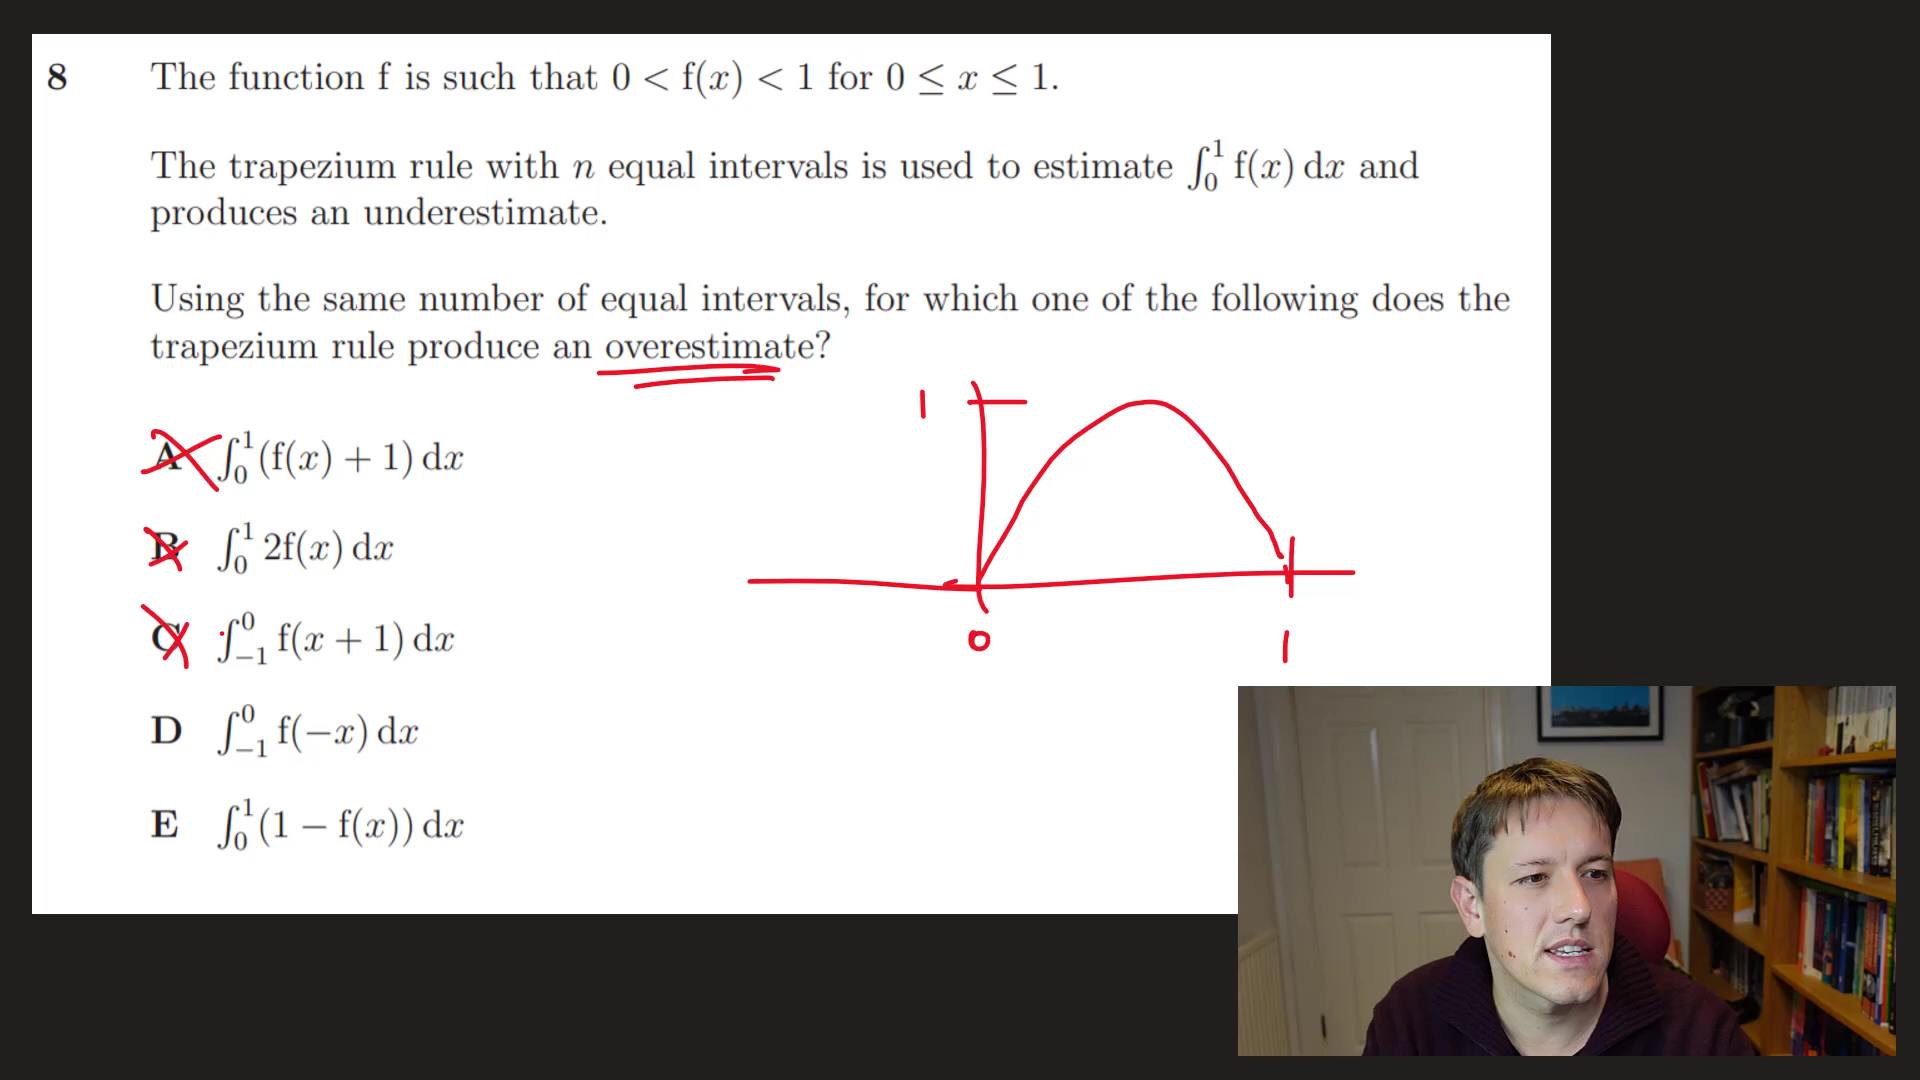 8 The function f is such that 0 < f(x) < 1 for 0 ≤ x ≤ 1.
The trapezium rule with n equal intervals is used to estimate ∫₀¹ f(x) dx and
produces an underestimate.
Using the same number of equal intervals, for which one of the following does the
trapezium rule produce an overestimate?
1
A ∫₀¹ (f(x) + 1) dx
B ∫₀¹ 2f(x) dx
C ∫₋₁⁰ f(x + 1) dx
0 1
D ∫₋₁⁰ f(−x) dx
E ∫₀¹ (1 − f(x)) dx